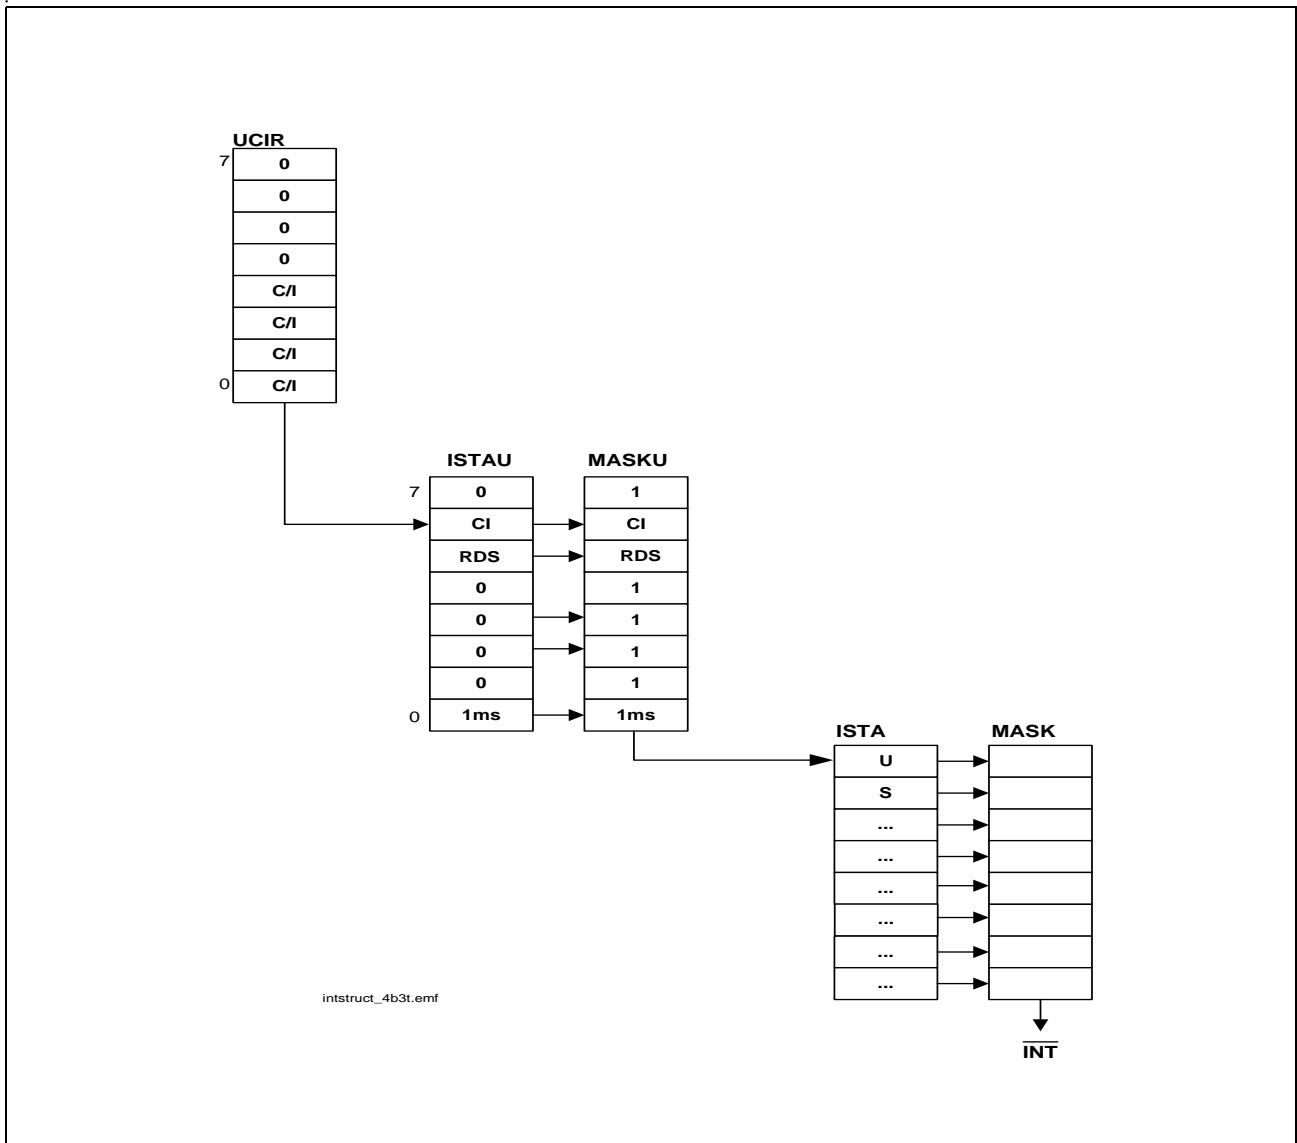 UCIR
7 0
0
0
0
C/I
C/I
C/I
0 C/I
ISTAU MASKU
7 0 1
CI CI
RDS RDS
0 1
0 1
0 1
0 1
0 1ms 1ms
ISTA MASK
U
S
...
...
...
...
...
...
intstruct_4b3t.emf
INT